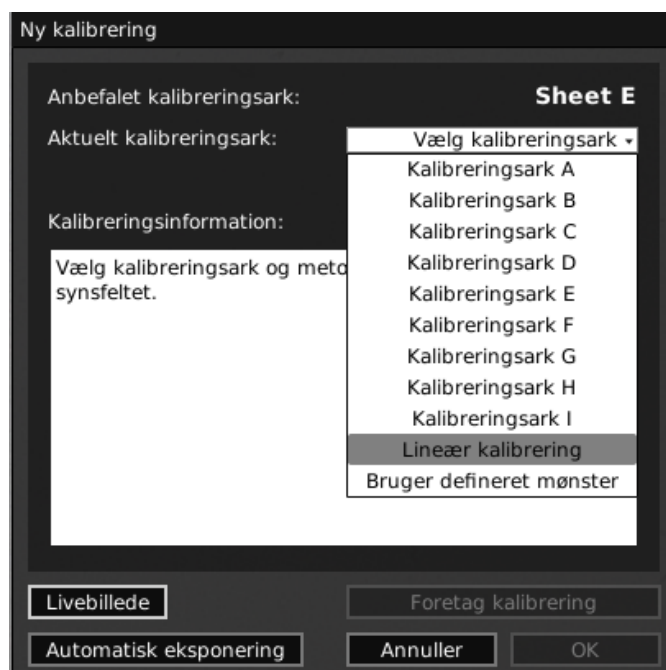 Ny kalibrering
Anbefalet kalibreringsark: Sheet E
Aktuelt kalibreringsark: Vælg kalibreringsark
Kalibreringsark A
Kalibreringsark B
Kalibreringsark C
Kalibreringsark D
Kalibreringsark E
Kalibreringsark F
Kalibreringsark G
Kalibreringsark H
Kalibreringsark I
Lineær kalibrering
Bruger defineret mønster
Kalibreringsinformation:
Vælg kalibreringsark og
synsfeltet.
Livebillede
Foretag kalibrering
Automatisk eksponering
Annuller
OK